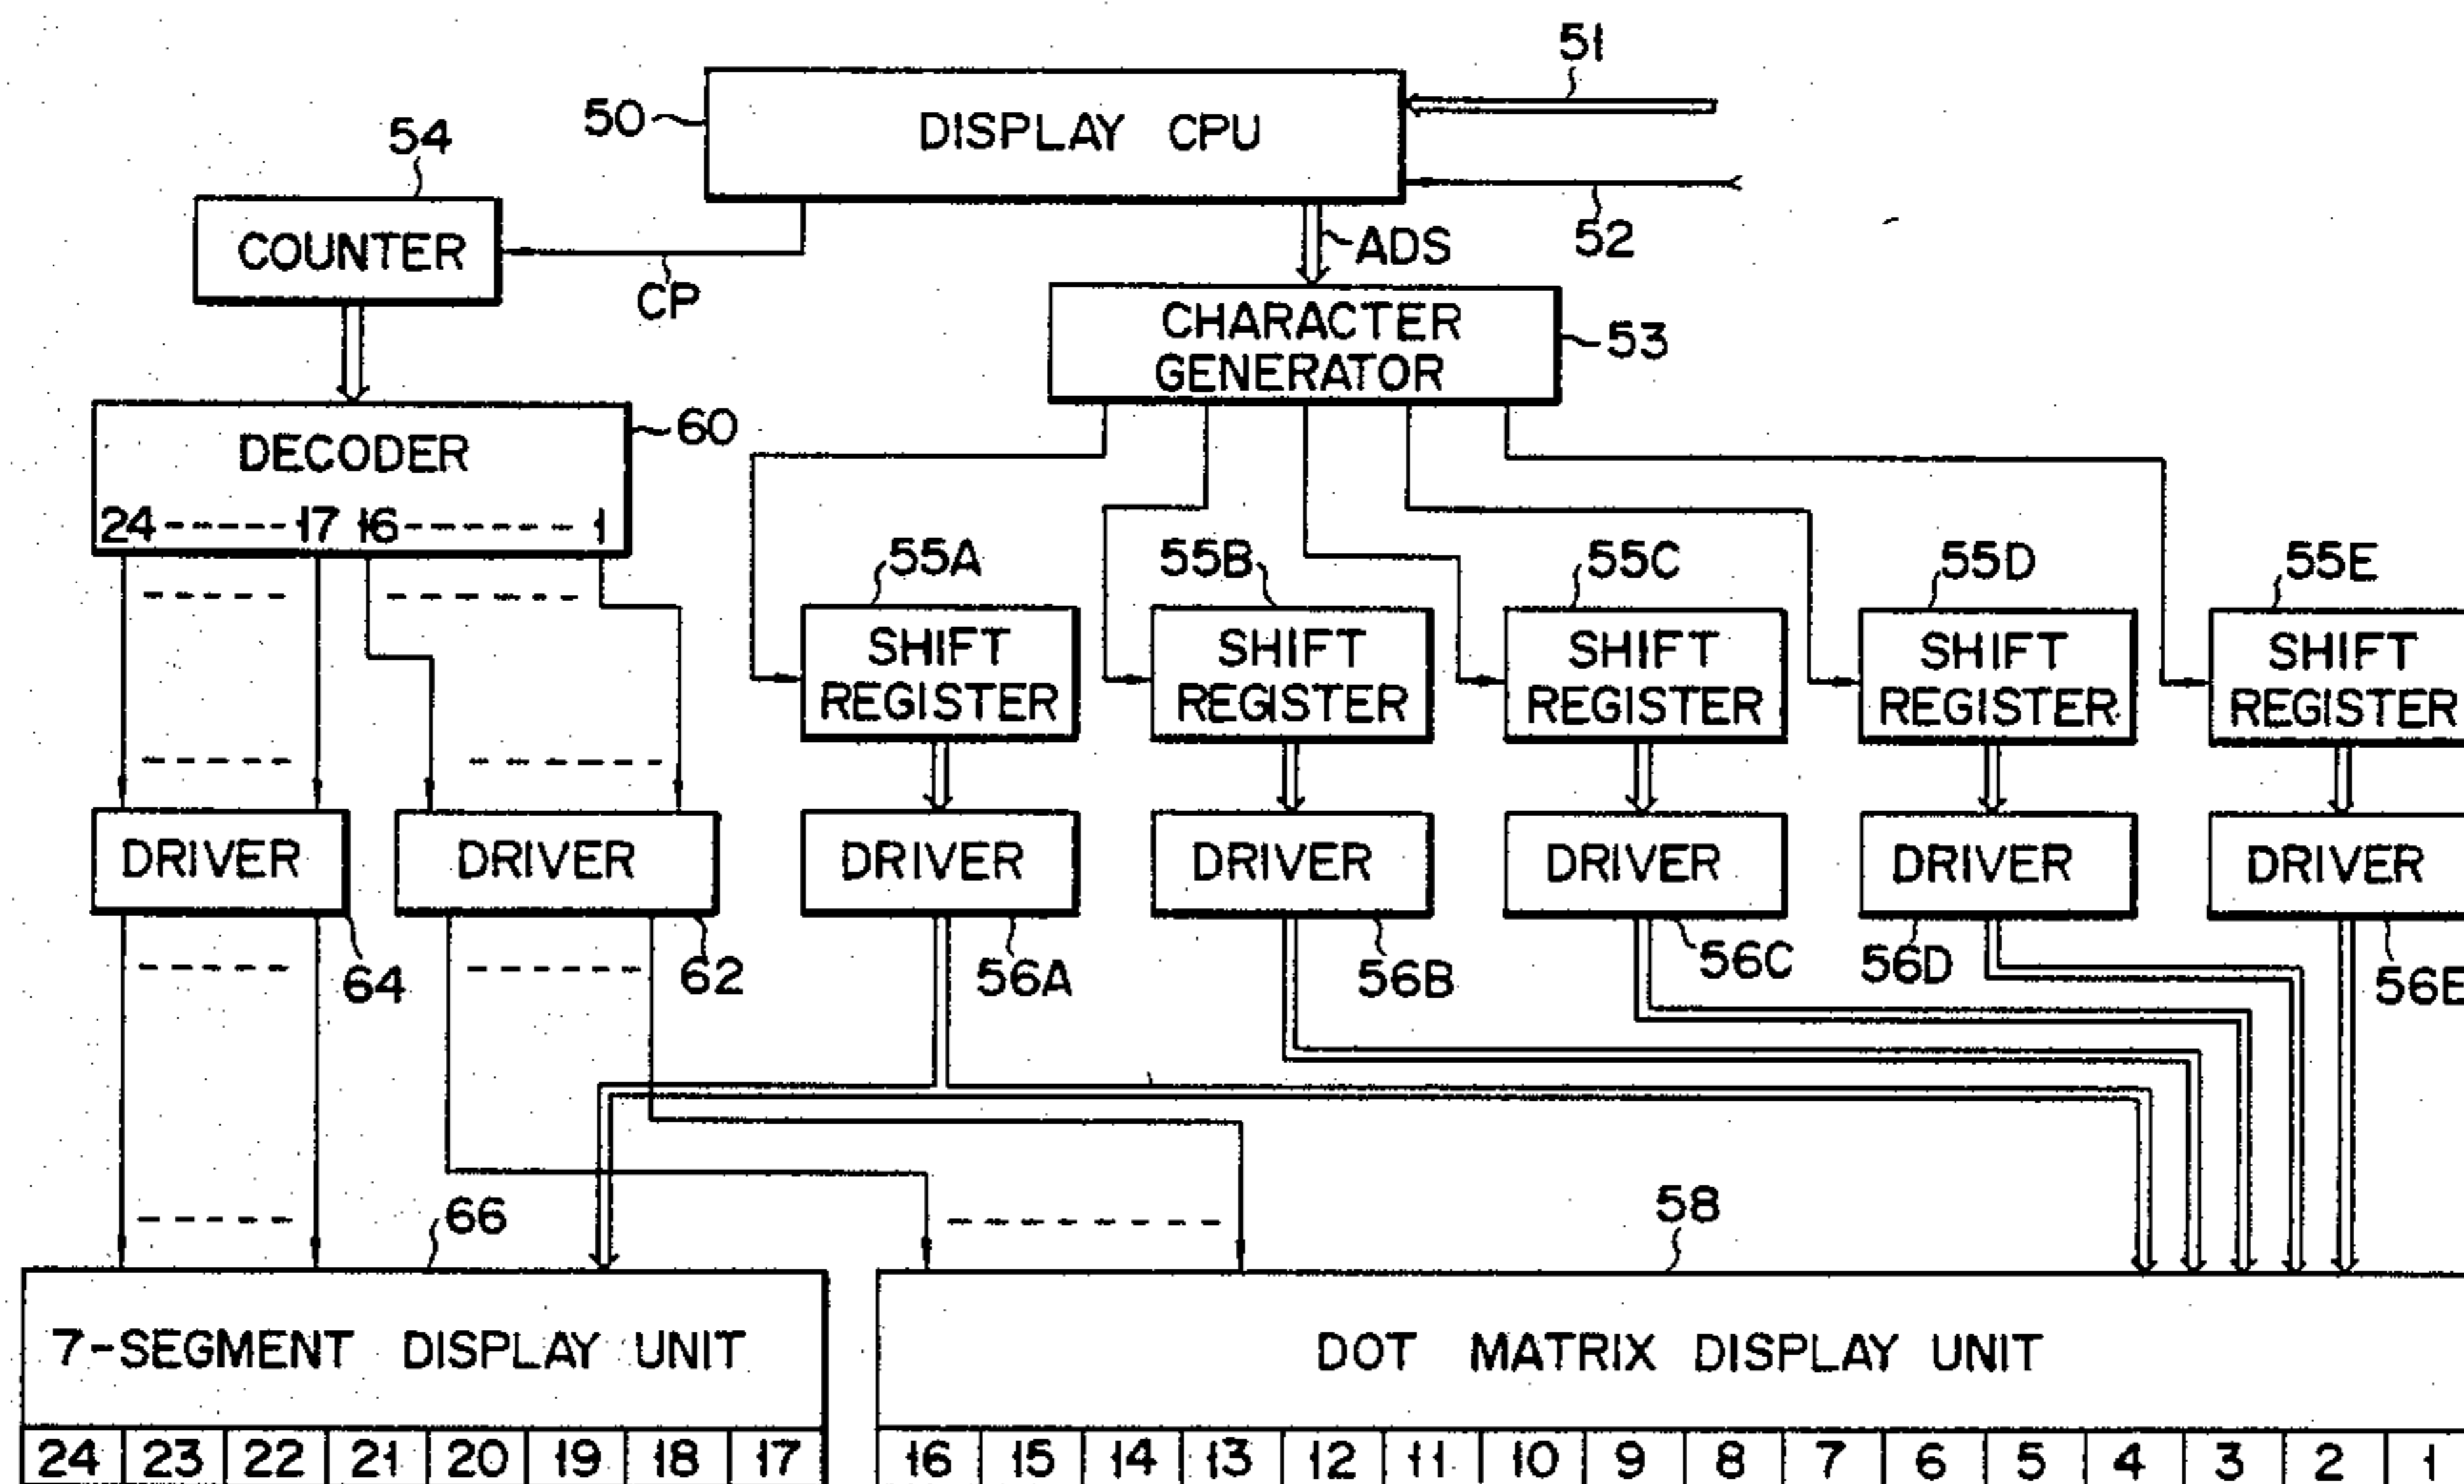 51
50 DISPLAY CPU
54
52
COUNTER
CP
ADS
CHARACTER
GENERATOR
53
DECODER
60
24 17 16 1
55A 55B 55C 55D 55E
SHIFT REGISTER
SHIFT REGISTER
SHIFT REGISTER
SHIFT REGISTER
SHIFT REGISTER
DRIVER DRIVER DRIVER DRIVER DRIVER DRIVER DRIVER
64 62 56A 56B 56C 56D 56E
66 58
7-SEGMENT DISPLAY UNIT
DOT MATRIX DISPLAY UNIT
24 23 22 21 20 19 18 17 16 15 14 13 12 11 10 9 8 7 6 5 4 3 2 1